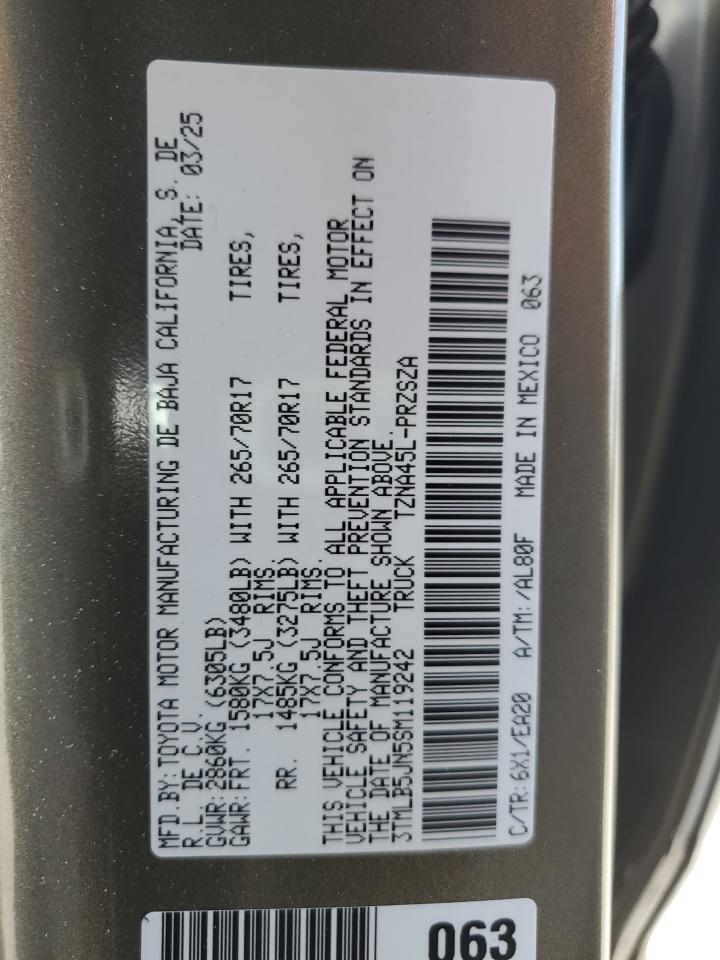 MFD BY: TOYOTA MOTOR MANUFACTURING DE BAJA CALIFORNIA, S. DE
R.L. DE C.V. DATE: 03/25
GVWR: 2860KG (6305LB)
GAWR: FRT. 1580KG (3480LB) WITH 265/70R17 TIRES,
17X7.5J RIMS.
RR. 1485KG (3275LB) WITH 265/70R17 TIRES,
17X7.5J RIMS.
THIS VEHICLE CONFORMS TO ALL APPLICABLE FEDERAL MOTOR
VEHICLE SAFETY AND THEFT PREVENTION STANDARDS IN EFFECT ON
THE DATE OF MANUFACTURE SHOWN ABOVE.
3TMLB5JN5SM119242 TRUCK TZNA45L-PRZSZA
C/TR: 6X1/EA20 A/TM: /AL80F MADE IN MEXICO 063
063